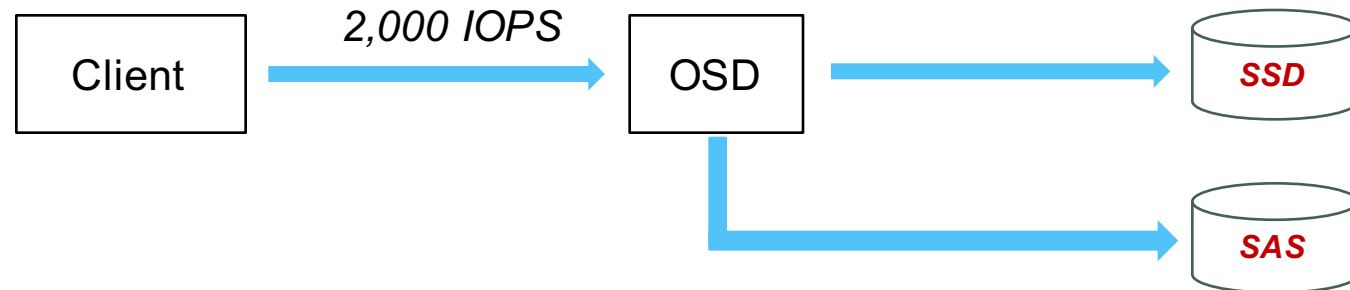 2,000 IOPS
Client
OSD
SSD
SAS